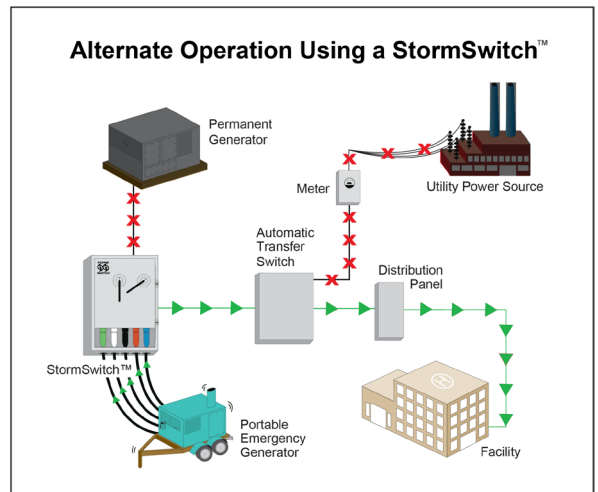 Alternate Operation Using a StormSwitch™
Permanent
Generator
Meter
Utility Power Source
Automatic
Transfer
Switch
Distribution
Panel
StormSwitch™
Portable
Emergency
Generator
Facility
H